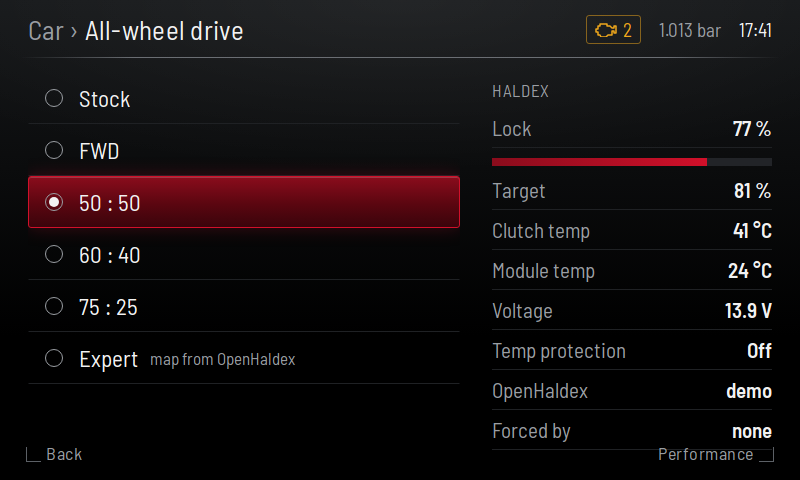 Car › All-wheel drive
2
1.013 bar
17:41
Stock
FWD
50 : 50
60 : 40
75 : 25
Expert map from OpenHaldex
HALDEX
Lock 77 %
Target 81 %
Clutch temp 41 °C
Module temp 24 °C
Voltage 13.9 V
Temp protection Off
OpenHaldex demo
Forced by none
Back
Performance